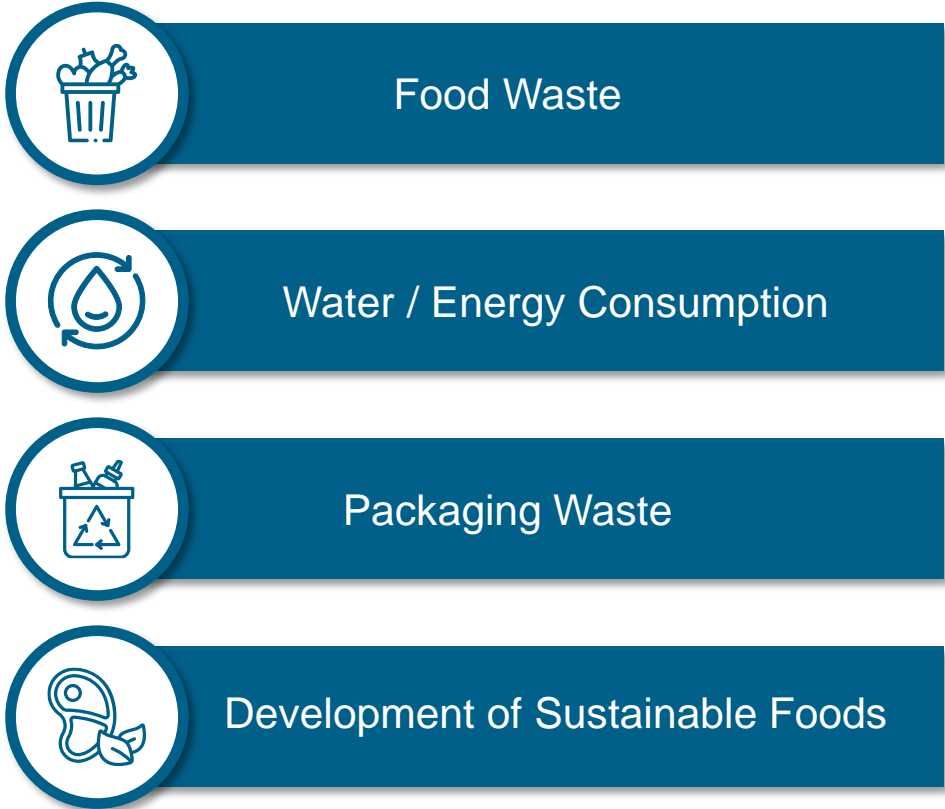 Food Waste
Water / Energy Consumption
Packaging Waste
Development of Sustainable Foods